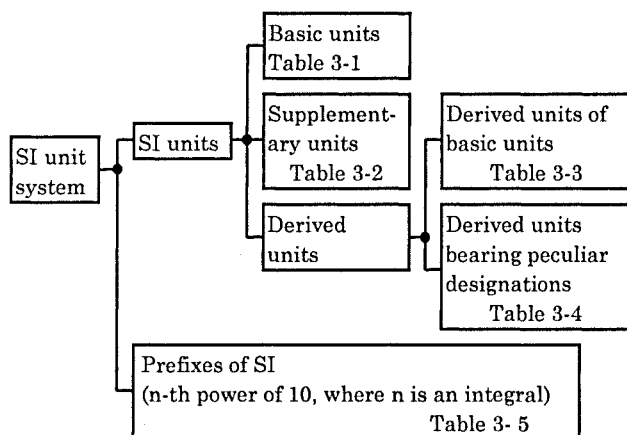 Basic units
Table 3-1
Supplement-
ary units
Table 3-2
Derived units of
basic units
Table 3-3
SI units
SI unit
system
Derived
units
Derived units
bearing peculiar
designations
Table 3-4
Prefixes of SI
(n-th power of 10, where n is an integral)
Table 3- 5